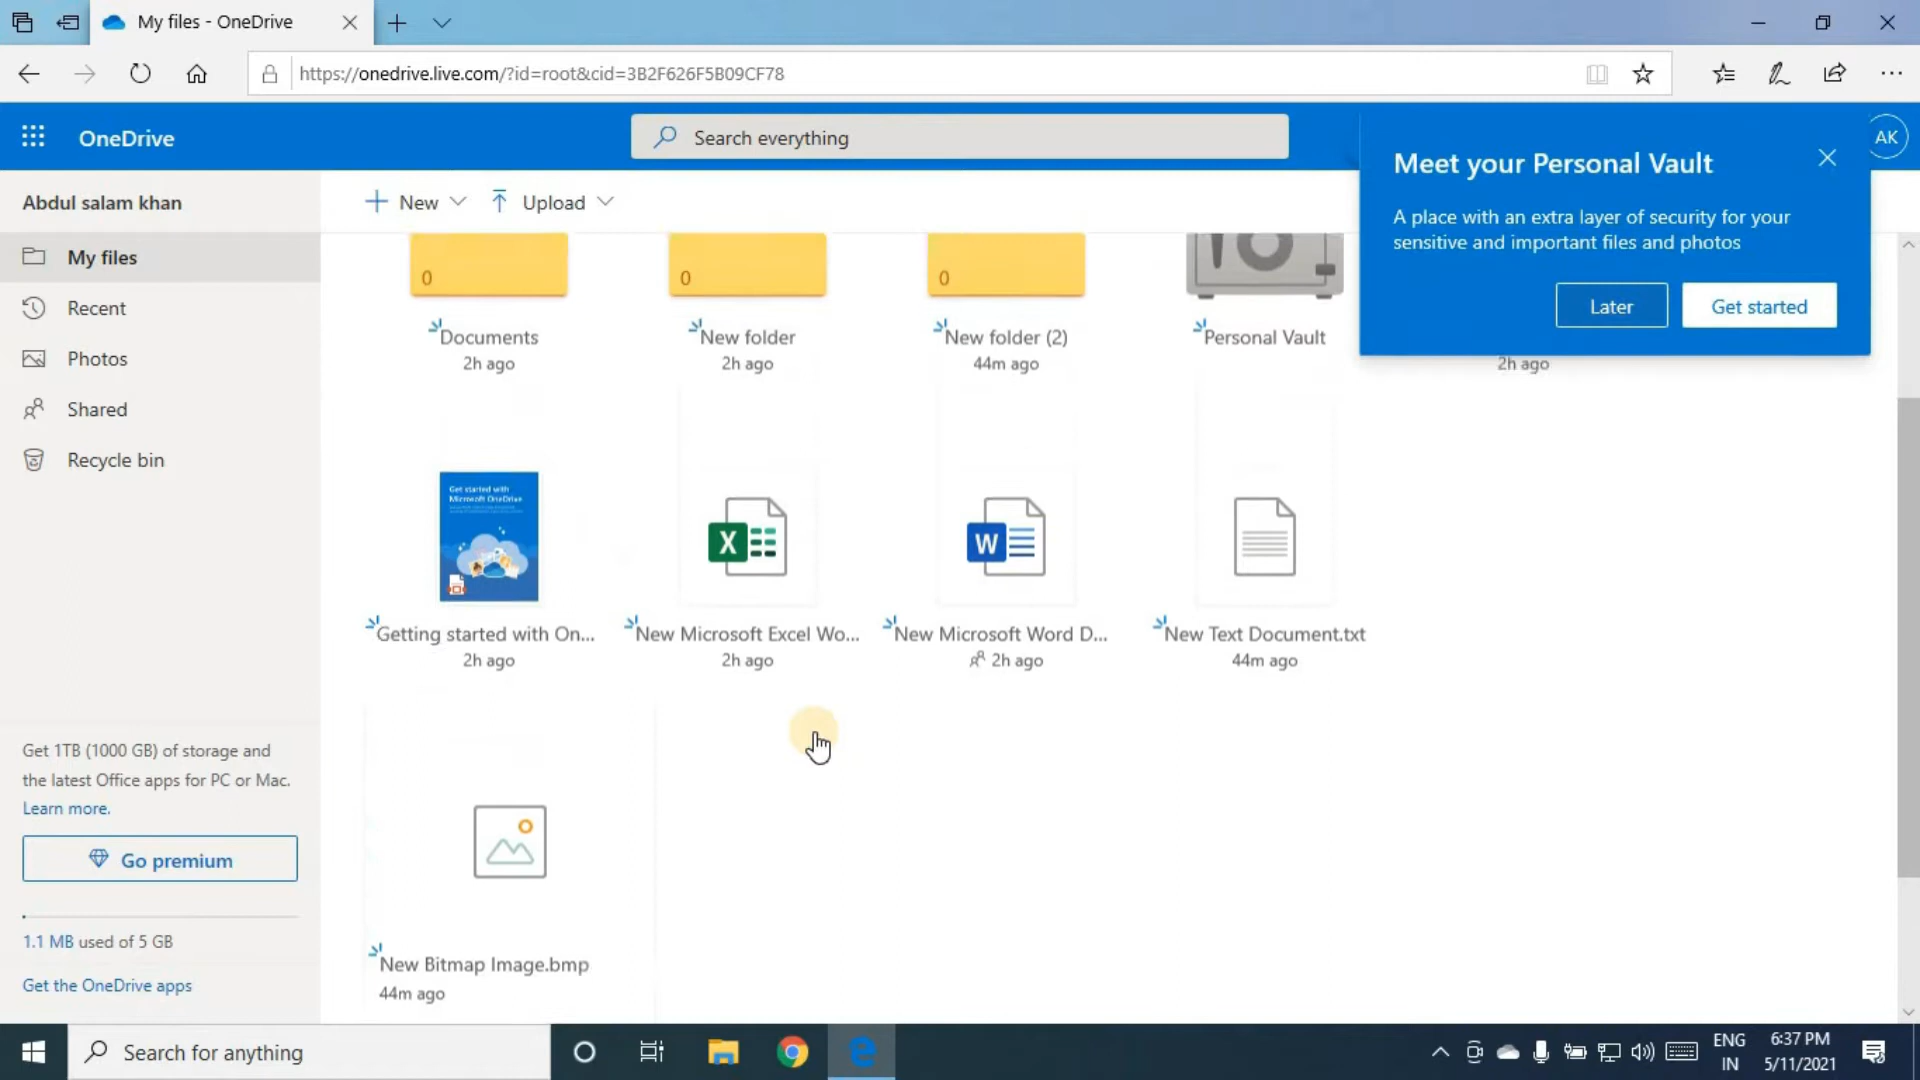 My files - OneDrive
https://onedrive.live.com/?id=root&cid=3B2F626F5B09CF78
OneDrive
Search everything
AK
Meet your Personal Vault
A place with an extra layer of security for your
sensitive and important files and photos
Later
Get started
Abdul salam khan
New
Upload
My files
Recent
Photos
Shared
Recycle bin
0
0
0
Documents
New folder
New folder (2)
Personal Vault
2h ago
2h ago
44m ago
2h ago
Get started with
Microsoft OneDrive
X
W
Getting started with On...
New Microsoft Excel Wo...
New Microsoft Word D...
New Text Document.txt
2h ago
2h ago
2h ago
44m ago
New Bitmap Image.bmp
44m ago
Get 1TB (1000 GB) of storage and
the latest Office apps for PC or Mac.
Learn more.
Go premium
1.1 MB used of 5 GB
Get the OneDrive apps
Search for anything
ENG
IN
6:37 PM
5/11/2021